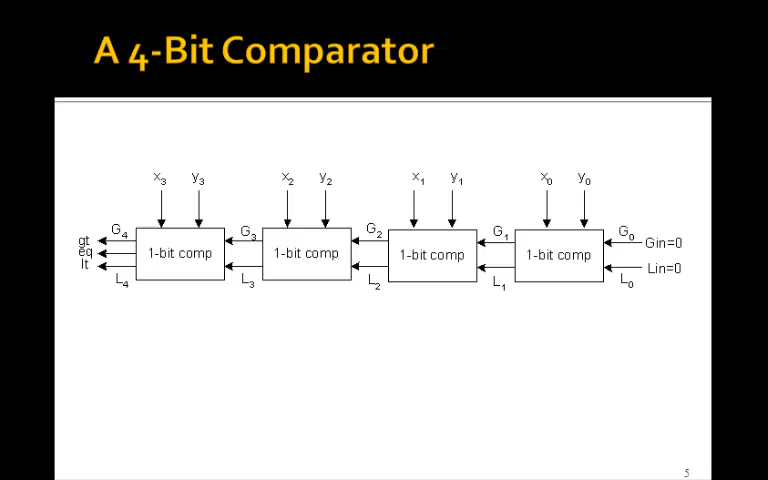 A 4-Bit Comparator
x3 y3 x2 y2 x1 y1 x0 y0
G4 G3 G2 G1 G0
gt
eq
lt
1-bit comp 1-bit comp 1-bit comp 1-bit comp
Gin=0
Lin=0
L4 L3 L2 L1 L0
5